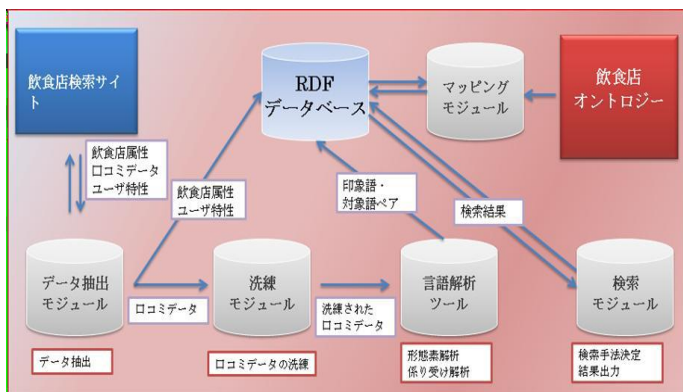 飲食店検索サイ
ト
RDF
データベース
マッピング
モジュール
飲食店
オントロジー
飲食店属性
口コミデータ
ユーザ特性
飲食店属性
ユーザ特性
印象語・
対象語ペア
検索結果
データ抽出
モジュール
口コミデータ
洗練
モジュール
洗練された
口コミデータ
言語解析
ツール
検索
モジュール
データ抽出
口コミデータの洗練
形態素解析
係り受け解析
検索手法決定
結果出力